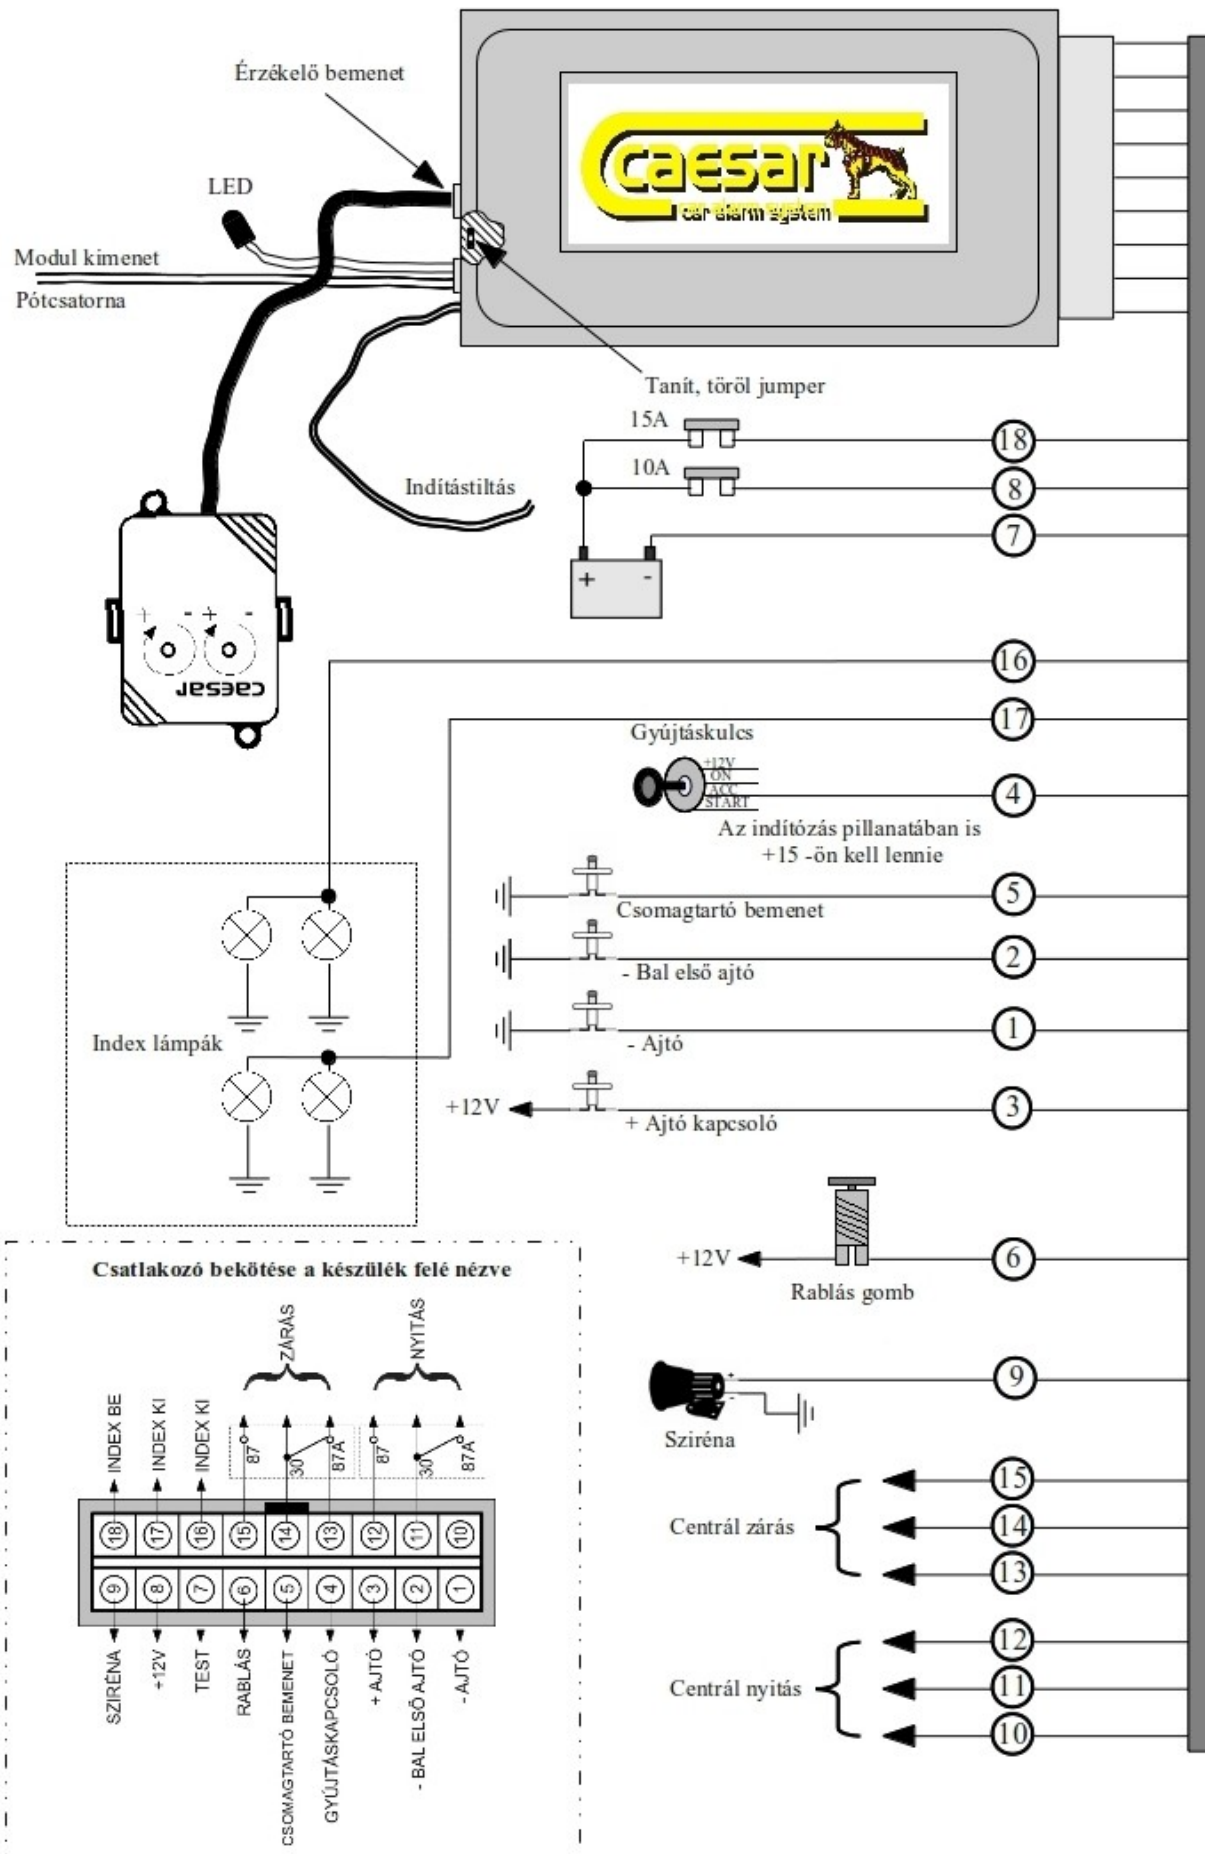 Érzékelő bemenet
caesar
car alarm system
LED
Modul kimenet
Pótcsatorna
Tanít, töröl jumper
15A
18
10A
8
Indítástiltás
7
+ -
+ - + -
caesar
16
17
Gyújtáskulcs
+12V
ON
ACC
START
4
Az indítózás pillanatában is
+15 -ön kell lennie
5
Csomagtartó bemenet
2
- Bal első ajtó
1
- Ajtó
Index lámpák
+12V
3
+ Ajtó kapcsoló
+12V
6
Rablás gomb
+
-
9
Sziréna
15
Centrál zárás
14
13
12
Centrál nyitás
11
10
Csatlakozó bekötése a készülék felé nézve
ZÁRÁS
NYITÁS
INDEX BE
INDEX KI
INDEX KI
87
30
87A
87
30
87A
18 17 16 15 14 13 12 11 10
9 8 7 6 5 4 3 2 1
SZIRÉNA
+12V
TEST
RABLÁS
CSOMAGTARTÓ BEMENET
GYÚJTÁSKAPCSOLÓ
+ AJTÓ
- BAL ELSŐ AJTÓ
- AJTÓ